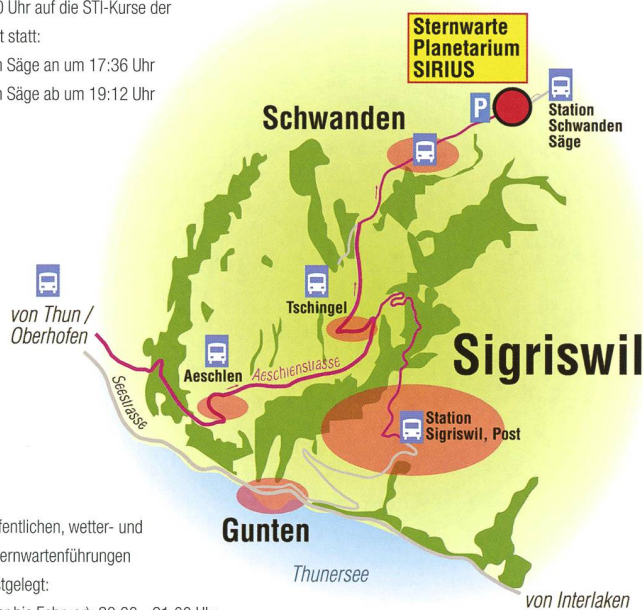 0 Uhr auf die STI-Kurse der
t statt:
n Säge an um 17:36 Uhr
n Säge ab um 19:12 Uhr
Sternwarte
Planetarium
SIRIUS
P
Station
Schwanden
Säge
Schwanden
Tschingel
von Thun /
Oberhofen
Sigriswil
Aeschlen
Aeschlenstrasse
Seestrasse
Station
Sigriswil, Post
Gunten
Thunersee
von Interlaken
fentlichen, wetter- und
ernwartenführungen
stgelegt: